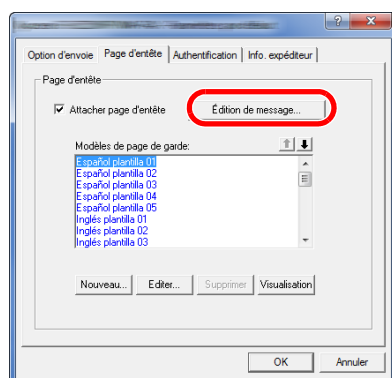 Option d'envoie Page d'entête Authentification Info. expéditeur
Page d'entête
Attacher page d'entête Édition de message...
Modèles de page de garde:
Español plantilla 01
Español plantilla 02
Español plantilla 03
Español plantilla 04
Español plantilla 05
Inglés plantilla 01
Inglés plantilla 02
Inglés plantilla 03
Nouveau... Editer... Supprimer Visualisation
OK Annuler